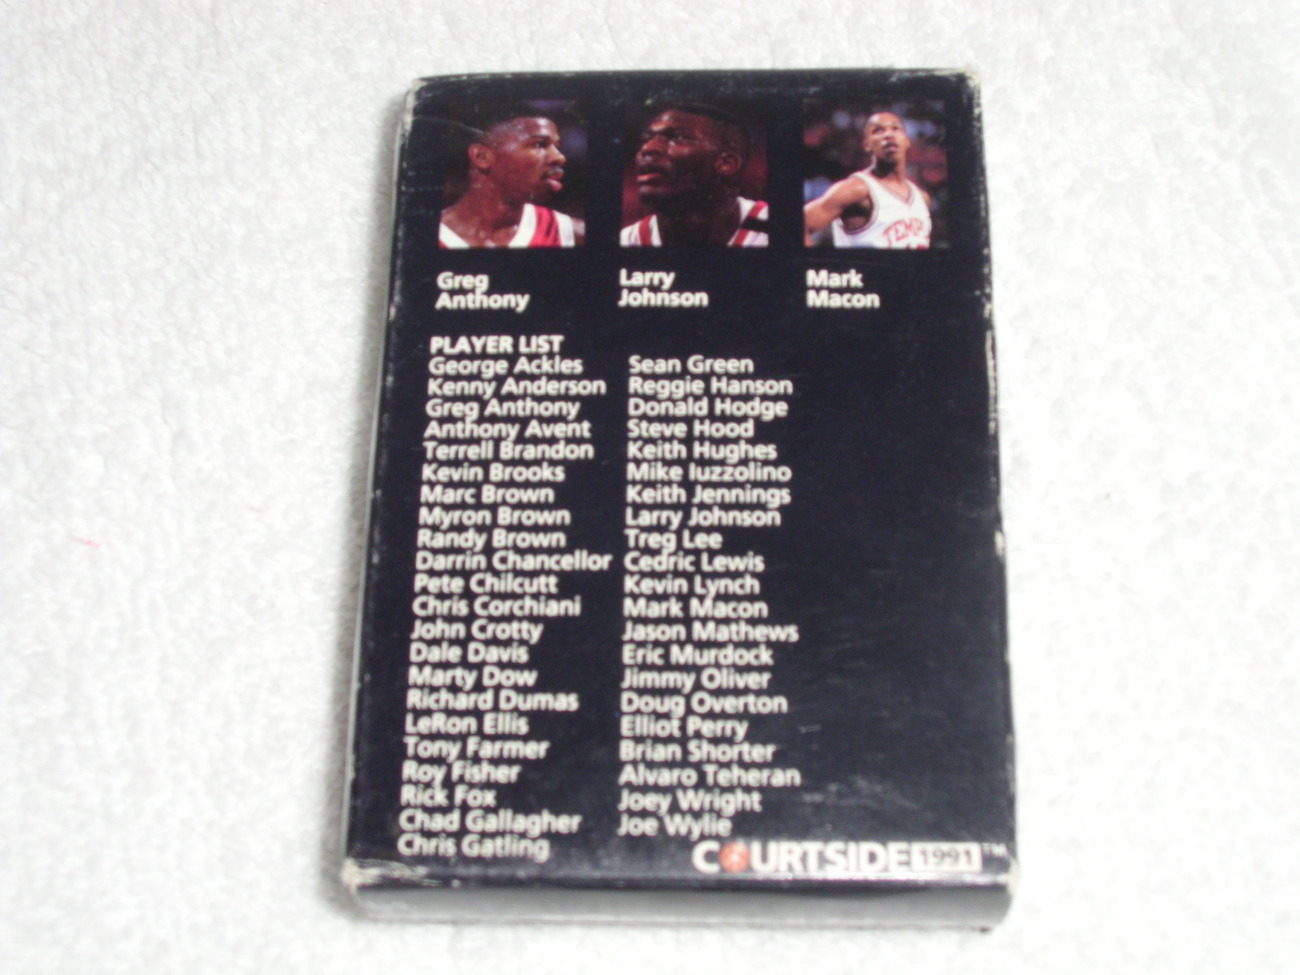 TEMP
Greg
Anthony
Larry
Johnson
Mark
Macon
PLAYER LIST
George Ackles
Kenny Anderson
Greg Anthony
Anthony Avent
Terrell Brandon
Kevin Brooks
Marc Brown
Myron Brown
Randy Brown
Darrin Chancellor
Pete Chilcutt
Chris Corchiani
John Crotty
Dale Davis
Marty Dow
Richard Dumas
LeRon Ellis
Tony Farmer
Roy Fisher
Rick Fox
Chad Gallagher
Chris Gatling
Sean Green
Reggie Hanson
Donald Hodge
Steve Hood
Keith Hughes
Mike Iuzzolino
Keith Jennings
Larry Johnson
Treg Lee
Cedric Lewis
Kevin Lynch
Mark Macon
Jason Mathews
Eric Murdock
Jimmy Oliver
Doug Overton
Elliot Perry
Brian Shorter
Alvaro Teheran
Joey Wright
Joe Wylie
COURTSIDE 1991 ™